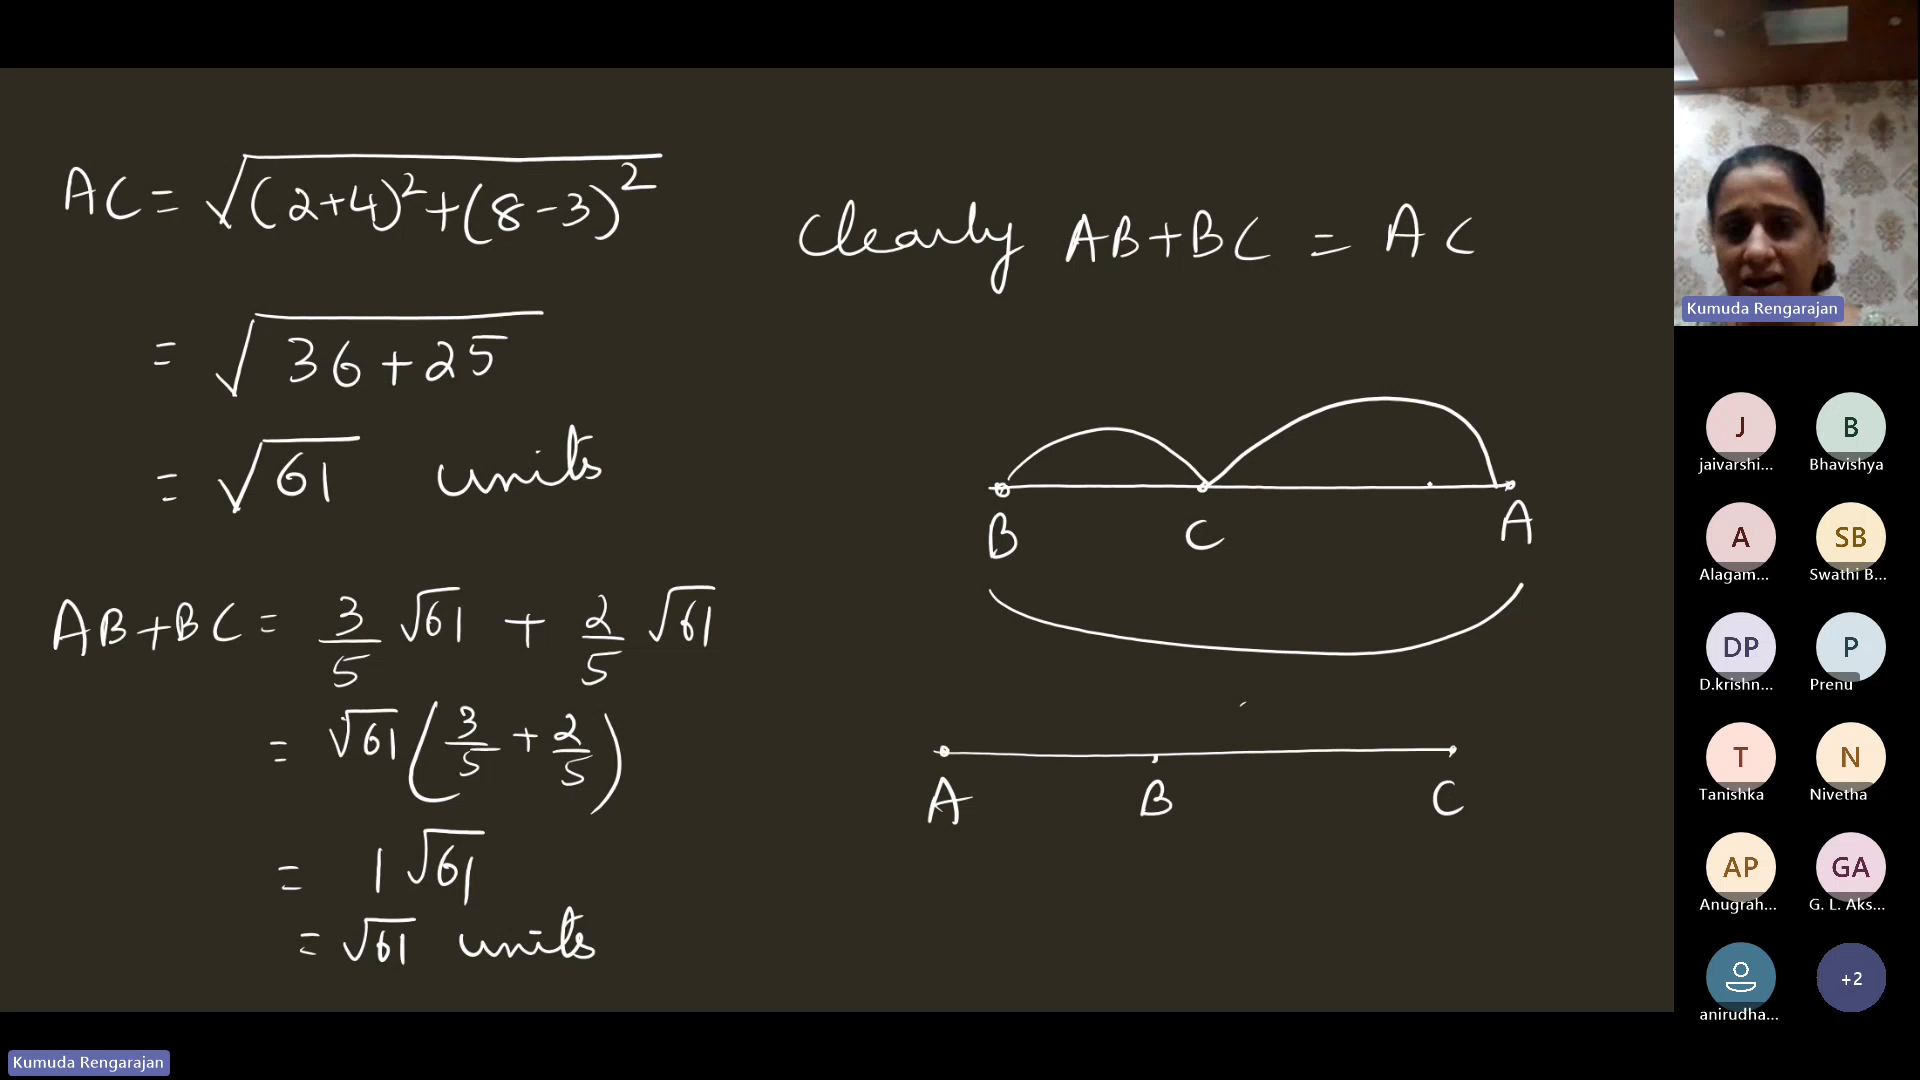 AC = √(2+4)²+(8-3)²
= √36+25
= √61 units
AB+BC = 3/5 √61 + 2/5 √61
= √61 (3/5 + 2/5)
= 1 √61
= √61 units
Clearly AB+BC = AC
B C A
A B C
Kumuda Rengarajan
J B
jaivarshi... Bhavishya
A SB
Alagam... Swathi B...
DP P
D.krishn... Prenu
T N
Tanishka Nivetha
AP GA
Anugrah... G. L. Aks...
+2
anirudha...
Kumuda Rengarajan